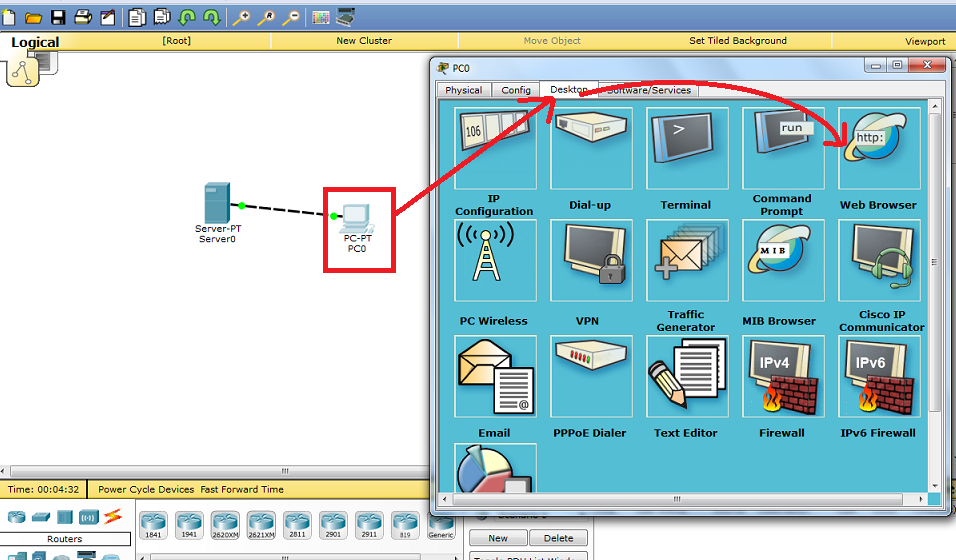 Logical
[Root]
New Cluster
Move Object
Set Tiled Background
Viewport
PC0
Physical
Config
Desktop
Software/Services
106
>
run
http:
IP
Configuration
Dial-up
Terminal
Command
Prompt
Web Browser
MIB
PC Wireless
VPN
Traffic
Generator
MIB Browser
Cisco IP
Communicator
@
IPv4
IPv6
Email
PPPoE Dialer
Text Editor
Firewall
IPv6 Firewall
Server-PT
Server0
PC-PT
PC0
Time: 00:04:32
Power Cycle Devices Fast Forward Time
Routers
1841
1941
2620XM
2621XM
2811
2901
2911
819
Generic
New
Delete